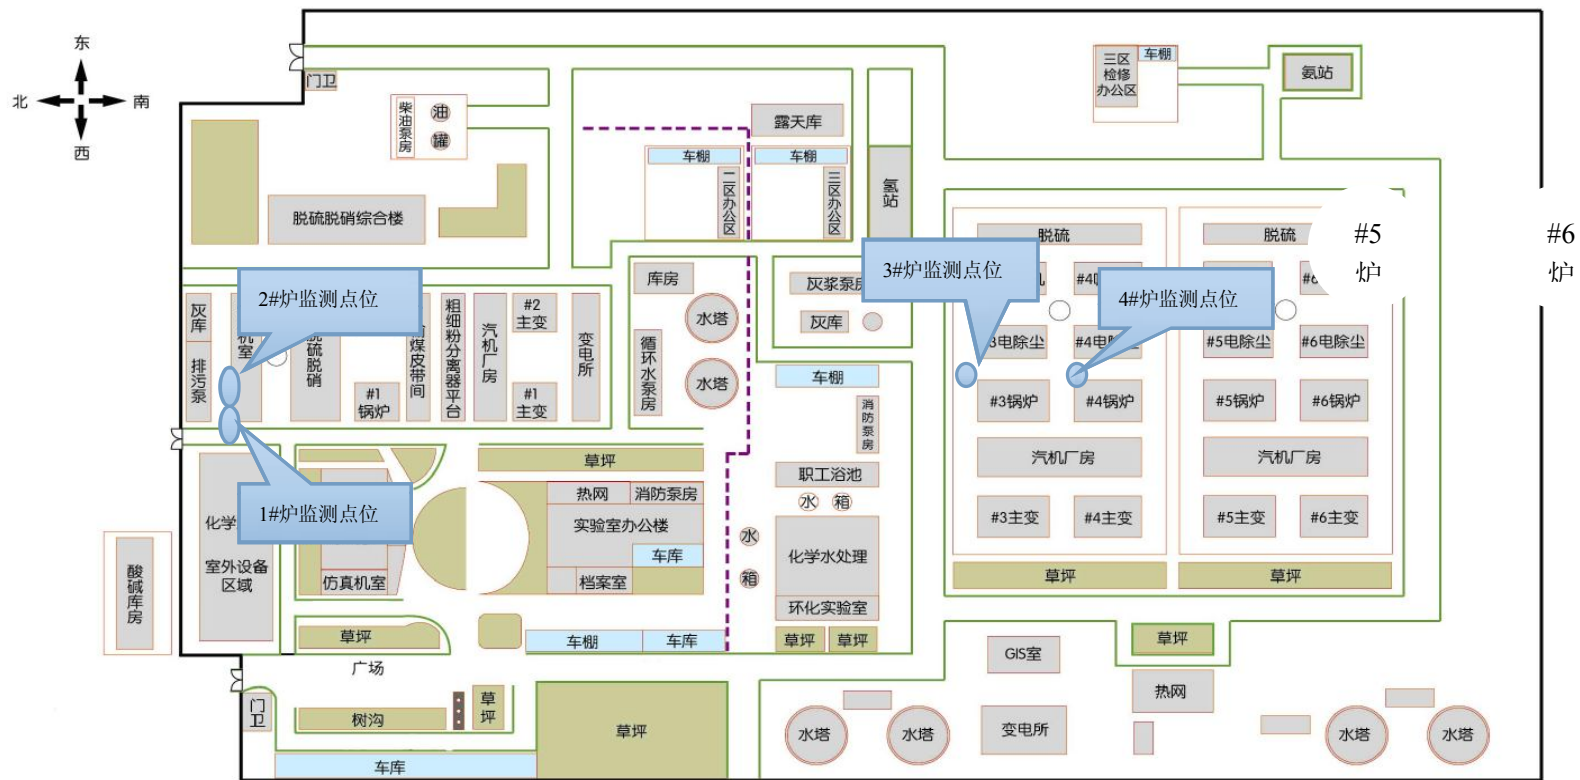 东
北
南
西
门卫
柴油泵房
油
罐
脱硫脱硝综合楼
露天库
车棚
车棚
二区办公区
三区办公区
氢站
三区
检修
办公区
车棚
氨站
#5
炉
#6
炉
脱硫
脱硫
2#炉监测点位
3#炉监测点位
4#炉监测点位
灰库
排污泵
机室
脱硫脱硝
#1
锅炉
煤皮带间
粗细粉分离器平台
汽机厂房
#2
主变
#1
主变
变电所
库房
循环水泵房
水塔
水塔
灰浆泵房
灰库
车棚
消防泵房
#3电除尘
#4电除尘
#5电除尘
#6电除尘
#3锅炉
#4锅炉
#5锅炉
#6锅炉
汽机厂房
汽机厂房
#3主变
#4主变
#5主变
#6主变
草坪
草坪
1#炉监测点位
化学
室外设备
区域
酸碱库房
仿真机室
草坪
热网
消防泵房
实验室办公楼
车库
档案室
职工浴池
水
箱
水
箱
化学水处理
环化实验室
草坪
草坪
草坪
广场
车棚
车库
门卫
树沟
草坪
草坪
车库
GIS室
草坪
热网
变电所
水塔
水塔
水塔
水塔